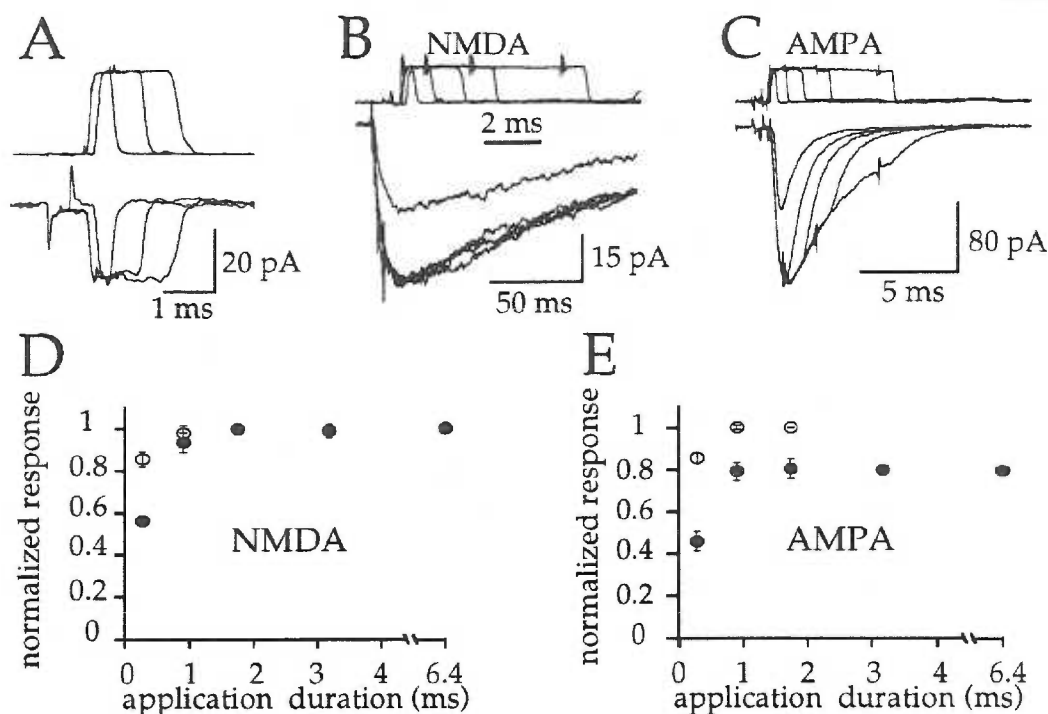 A
B
NMDA
C
AMPA
2 ms
20 pA
1 ms
15 pA
50 ms
80 pA
5 ms
D
normalized response
1
0.8
0.6
0.4
0.2
0
NMDA
0 1 2 3 4 6.4
application duration (ms)
E
normalized response
1
0.8
0.6
0.4
0.2
0
AMPA
0 1 2 3 4 6.4
application duration (ms)